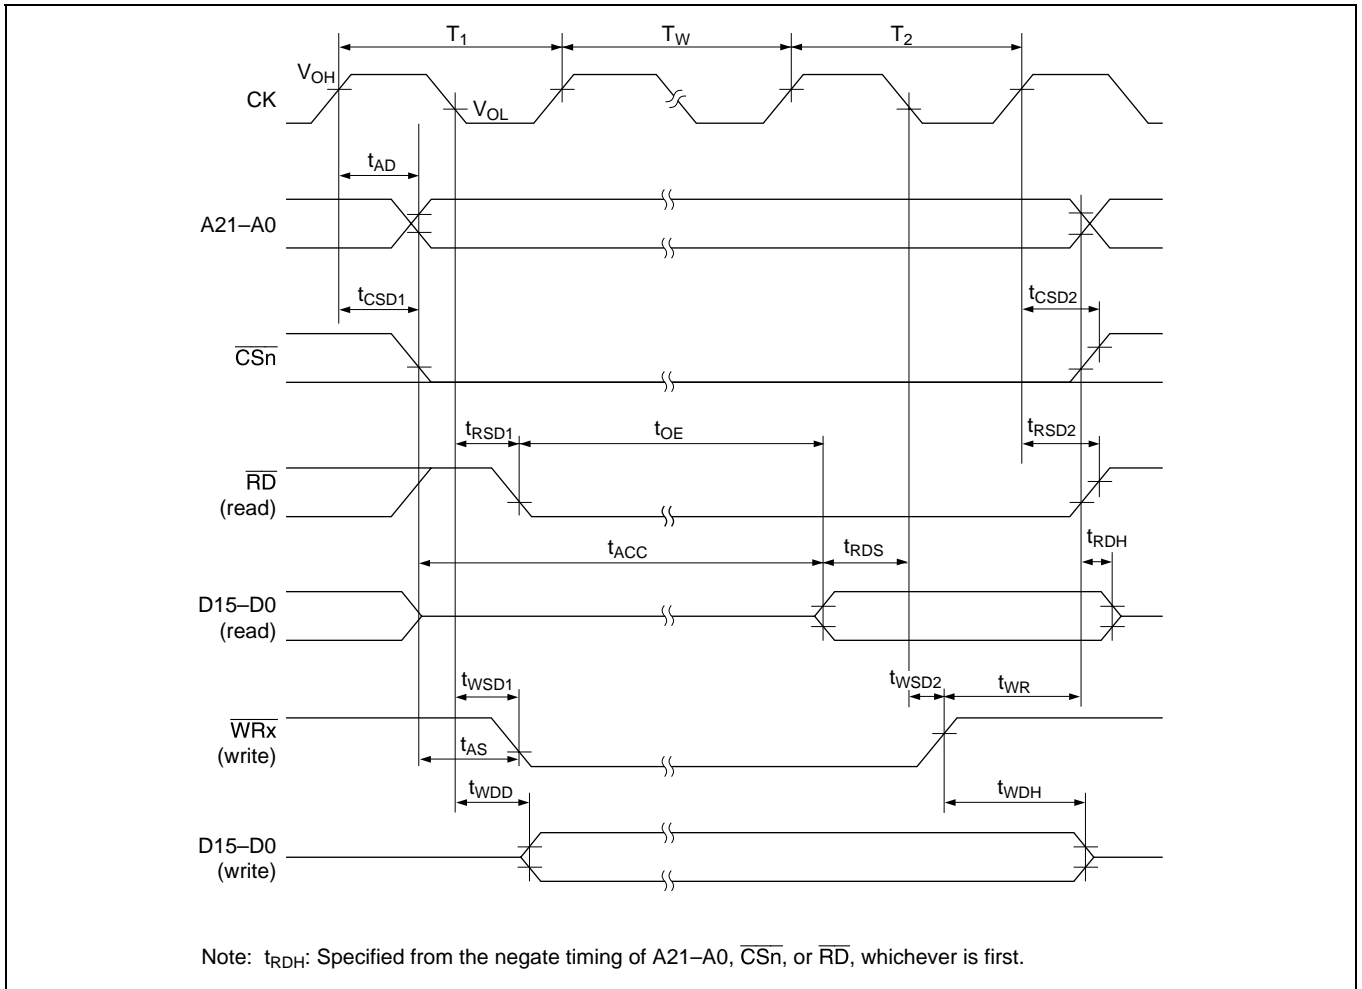 T1 TW T2
VOH
CK
VOL
tAD
A21–A0
tCSD1 tCSD2
CSn
tRSD1 tOE tRSD2
RD
(read)
tACC tRDS tRDH
D15–D0
(read)
tWSD1 tWSD2 tWR
WRx
(write)
tAS
tWDD tWDH
D15–D0
(write)
Note: tRDH: Specified from the negate timing of A21–A0, CSn, or RD, whichever is first.